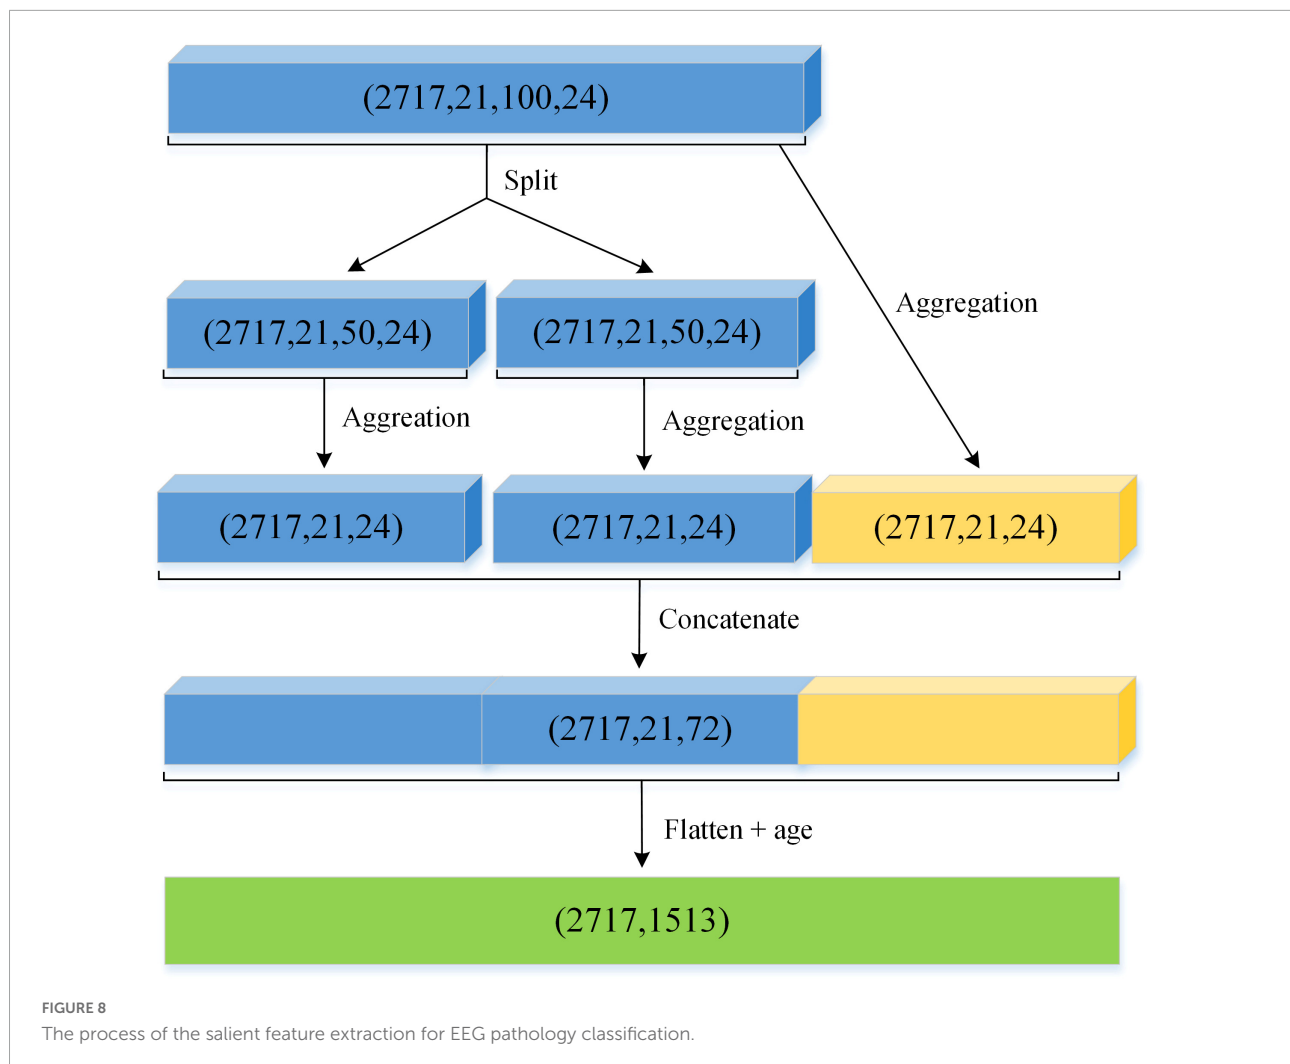 (2717,21,100,24)
Split
Aggregation
(2717,21,50,24)
(2717,21,50,24)
Aggreation
Aggregation
(2717,21,24)
(2717,21,24)
(2717,21,24)
Concatenate
(2717,21,72)
Flatten + age
(2717,1513)
FIGURE 8
The process of the salient feature extraction for EEG pathology classification.